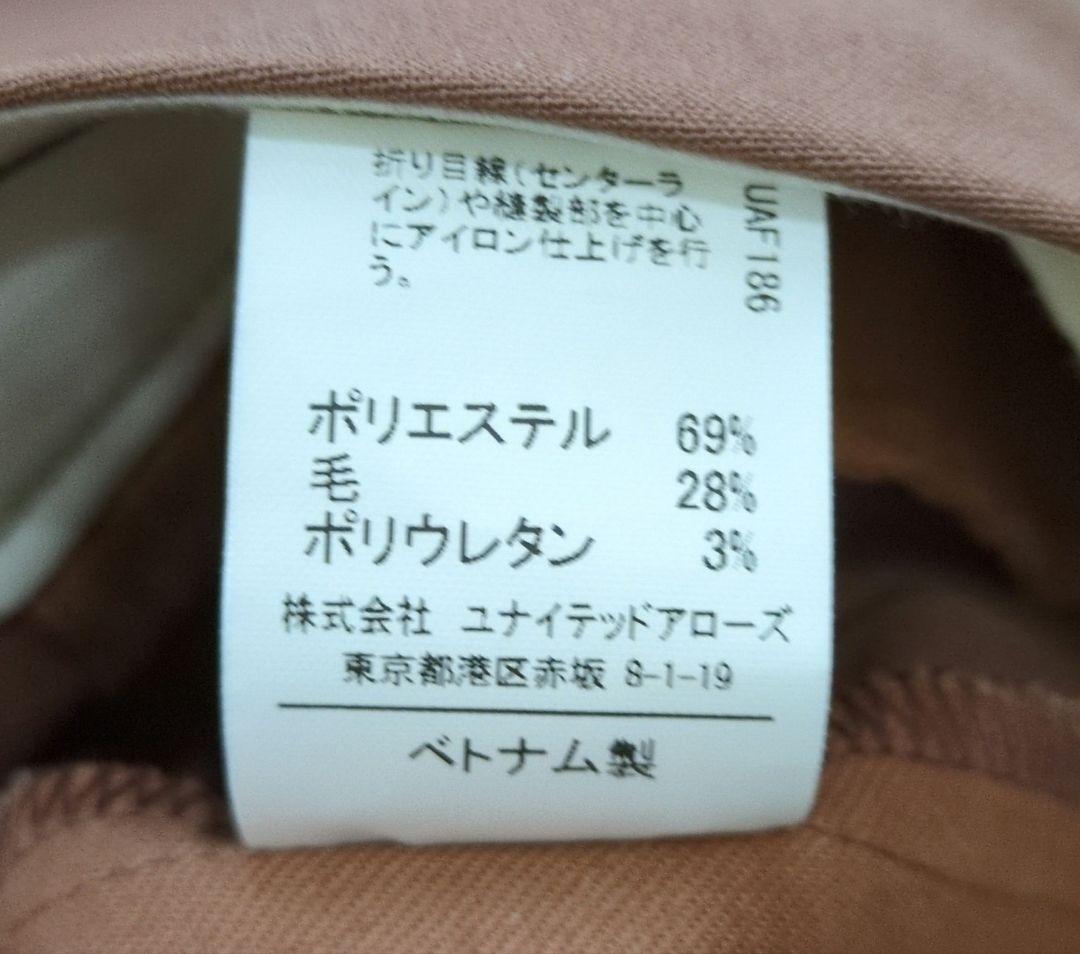 折り目線(センターラ
イン)や縫製部を中心
にアイロン仕上げを行
う。
UAF186
ポリエステル 69%
毛 28%
ポリウレタン 3%
株式会社 ユナイテッドアローズ
東京都港区赤坂 8-1-19
ベトナム製